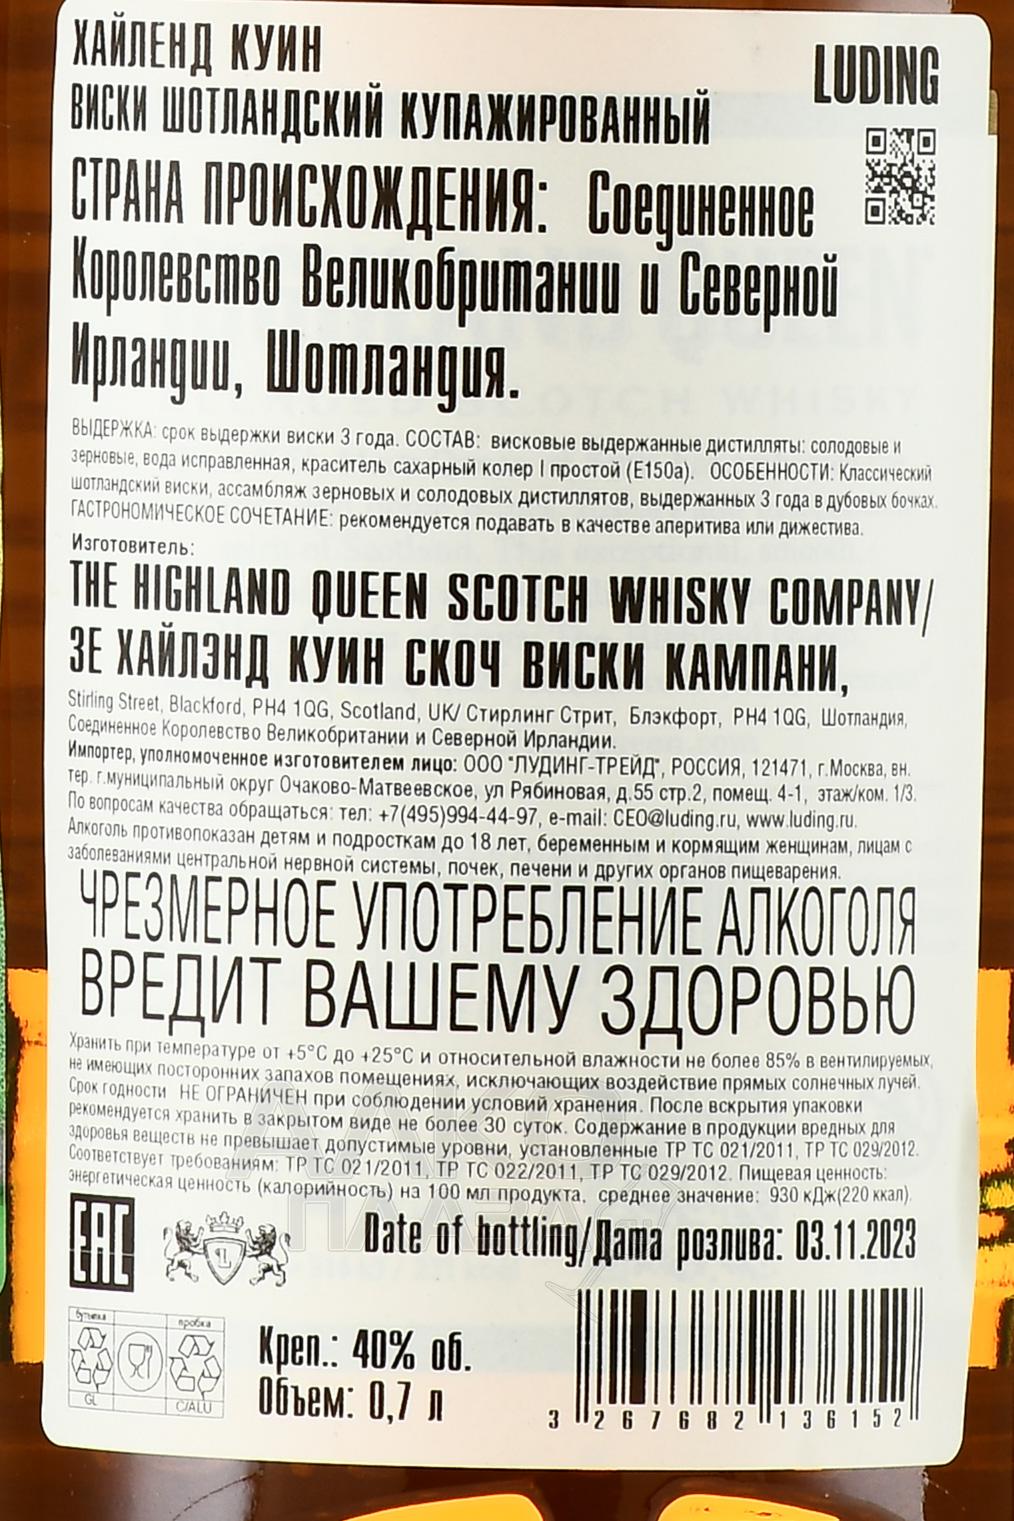 ХАЙЛЕНД КУИН
LUDING
ВИСКИ ШОТЛАНДСКИЙ КУПАЖИРОВАННЫЙ
СТРАНА ПРОИСХОЖДЕНИЯ: Соединенное
Королевство Великобритании и Северной
Ирландии, Шотландия.
ВЫДЕРЖКА: срок выдержки виски 3 года. СОСТАВ: висковые выдержанные дистилляты: солодовые и
зерновые, вода исправленная, краситель сахарный колер I простой (Е150а). ОСОБЕННОСТИ: Классический
шотландский виски, ассамбляж зерновых и солодовых дистиллятов, выдержанных 3 года в дубовых бочках.
ГАСТРОНОМИЧЕСКОЕ СОЧЕТАНИЕ: рекомендуется подавать в качестве аперитива или дижестива.
Изготовитель:
THE HIGHLAND QUEEN SCOTCH WHISKY COMPANY/
ЗЕ ХАЙЛЭНД КУИН СКОЧ ВИСКИ КАМПАНИ,
Stirling Street, Blackford, PH4 1QG, Scotland, UK/ Стирлинг Стрит, Блэкфорт, PH4 1QG, Шотландия,
Соединенное Королевство Великобритании и Северной Ирландии.
Импортер, уполномоченное изготовителем лицо: ООО "ЛУДИНГ-ТРЕЙД", РОССИЯ, 121471, г.Москва, вн.
тер. г.муниципальный округ Очаково-Матвеевское, ул Рябиновая, д.55 стр.2, помещ. 4-1, этаж/ком. 1/3.
По вопросам качества обращаться: тел: +7(495)994-44-97, e-mail: CEO@luding.ru, www.luding.ru.
Алкоголь противопоказан детям и подросткам до 18 лет, беременным и кормящим женщинам, лицам с
заболеваниями центральной нервной системы, почек, печени и других органов пищеварения.
ЧРЕЗМЕРНОЕ УПОТРЕБЛЕНИЕ АЛКОГОЛЯ
ВРЕДИТ ВАШЕМУ ЗДОРОВЬЮ
Хранить при температуре от +5°С до +25°С и относительной влажности не более 85% в вентилируемых,
не имеющих посторонних запахов помещениях, исключающих воздействие прямых солнечных лучей.
Срок годности НЕ ОГРАНИЧЕН при соблюдении условий хранения. После вскрытия упаковки
рекомендуется хранить в закрытом виде не более 30 суток. Содержание в продукции вредных для
здоровья веществ не превышает допустимые уровни, установленные ТР ТС 021/2011, ТР ТС 029/2012.
Соответствует требованиям: ТР ТС 021/2011, ТР ТС 022/2011, ТР ТС 029/2012. Пищевая ценность:
энергетическая ценность (калорийность) на 100 мл продукта, среднее значение: 930 кДж(220 ккал).
ЕАС
L
Date of bottling/Дата розлива: 03.11.2023
бутылка
пробка
GL
C/ALU
Креп.: 40% об.
Объем: 0,7 л
3 267682 136152